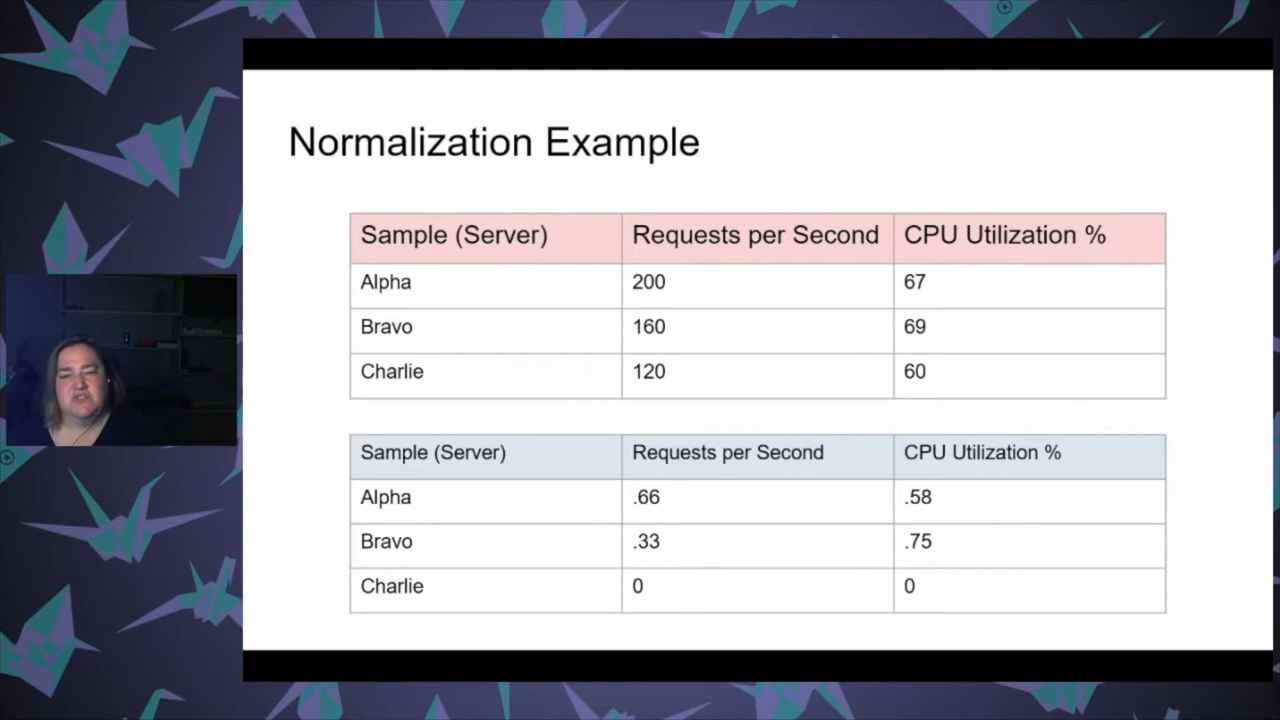 Normalization Example
Sample (Server) Requests per Second CPU Utilization %
Alpha 200 67
Bravo 160 69
Charlie 120 60
Sample (Server) Requests per Second CPU Utilization %
Alpha .66 .58
Bravo .33 .75
Charlie 0 0